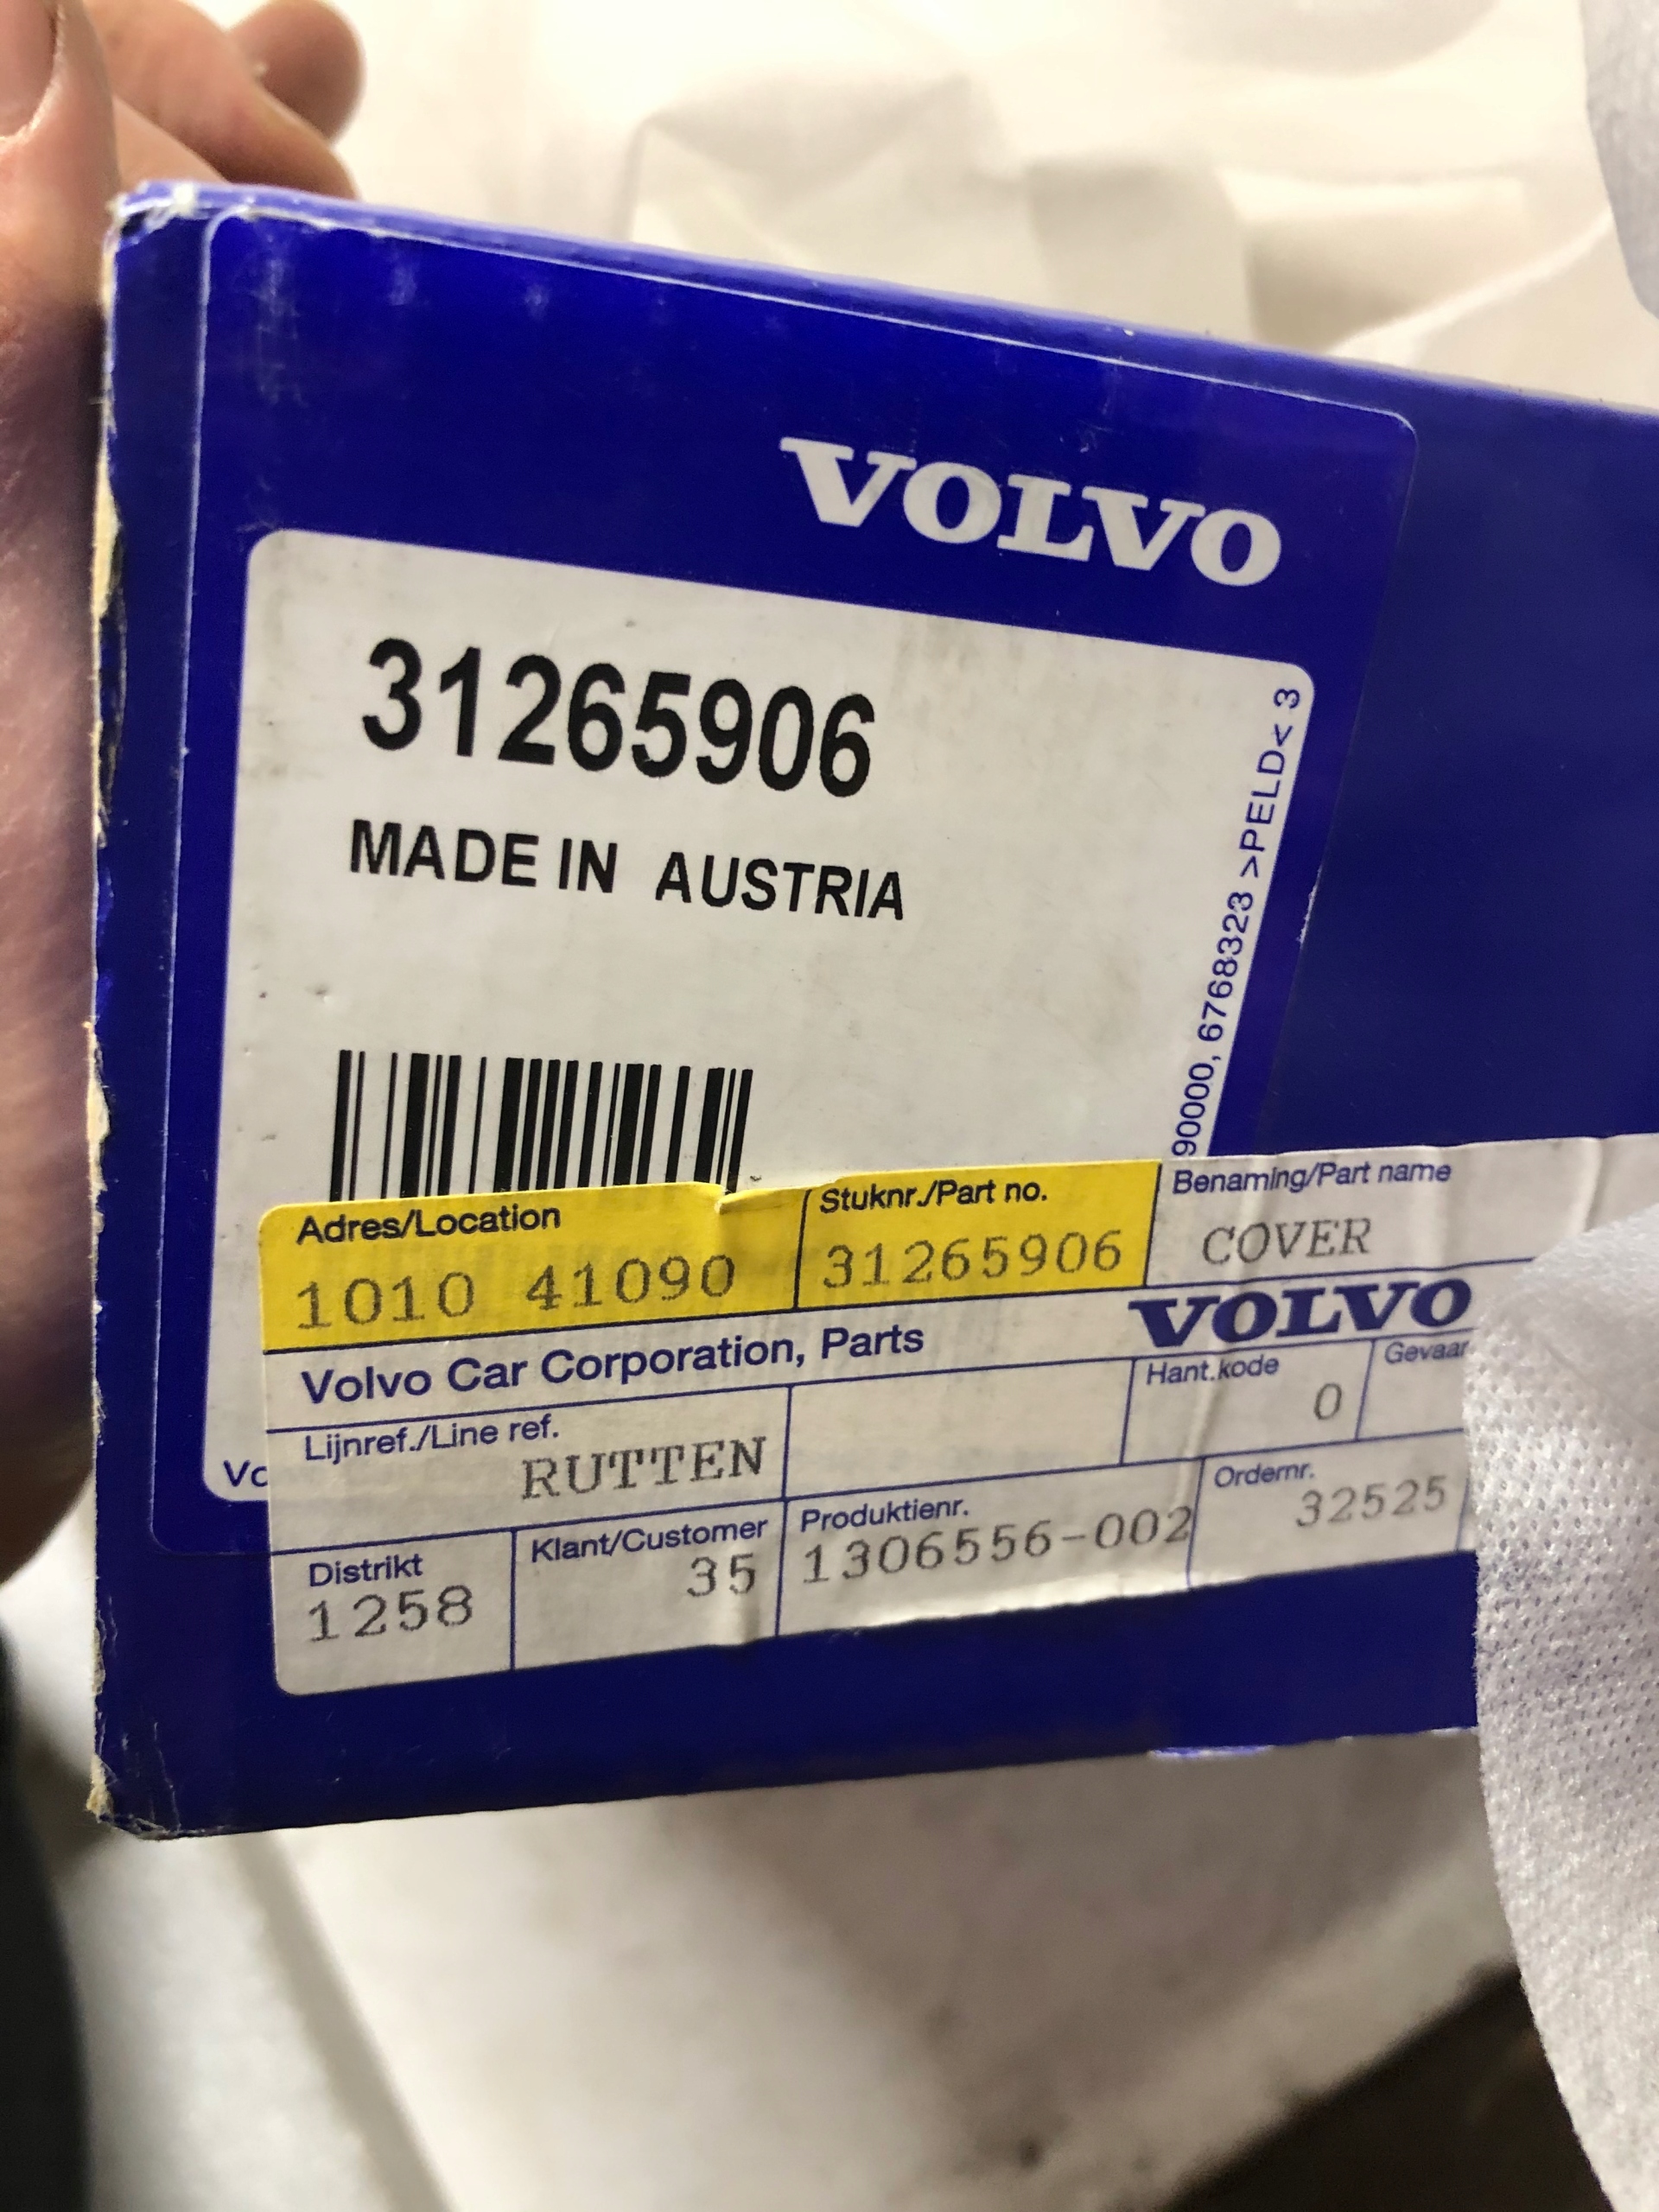 VOLVO
31265906
MADE IN AUSTRIA
90000, 6768323 >PELD< 3
Adres/Location
1010 41090
Stuknr./Part no.
31265906
Benaming/Part name
COVER
Volvo Car Corporation, Parts
VOLVO
Lijnref./Line ref.
RUTTEN
Hant.kode
0
Gevaar
Distrikt
1258
Klant/Customer
35
Produktienr.
1306556-002
Ordernr.
32525